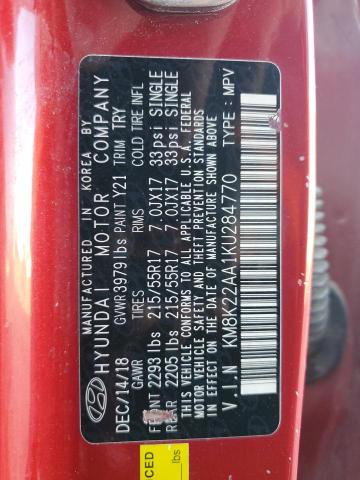 MANUFACTURED IN KOREA BY
HYUNDAI MOTOR COMPANY
DEC/14/18 GVWR 3979 lbs PAINT Y21 TRIM TRY
GAWR TIRES RIMS COLD TIRE INFL
FRONT 2293 lbs 215/55R17 7.0JX17 33psi SINGLE
REAR 2205 lbs 215/55R17 7.0JX17 33psi SINGLE
THIS VEHICLE CONFORMS TO ALL APPLICABLE U.S.A. FEDERAL
MOTOR VEHICLE SAFETY AND THEFT PREVENTION STANDARDS
IN EFFECT ON THE DATE OF MANUFACTURE SHOWN ABOVE.
V.I.N KM8K22AA1KU284770 TYPE: MPV
CED
lbs